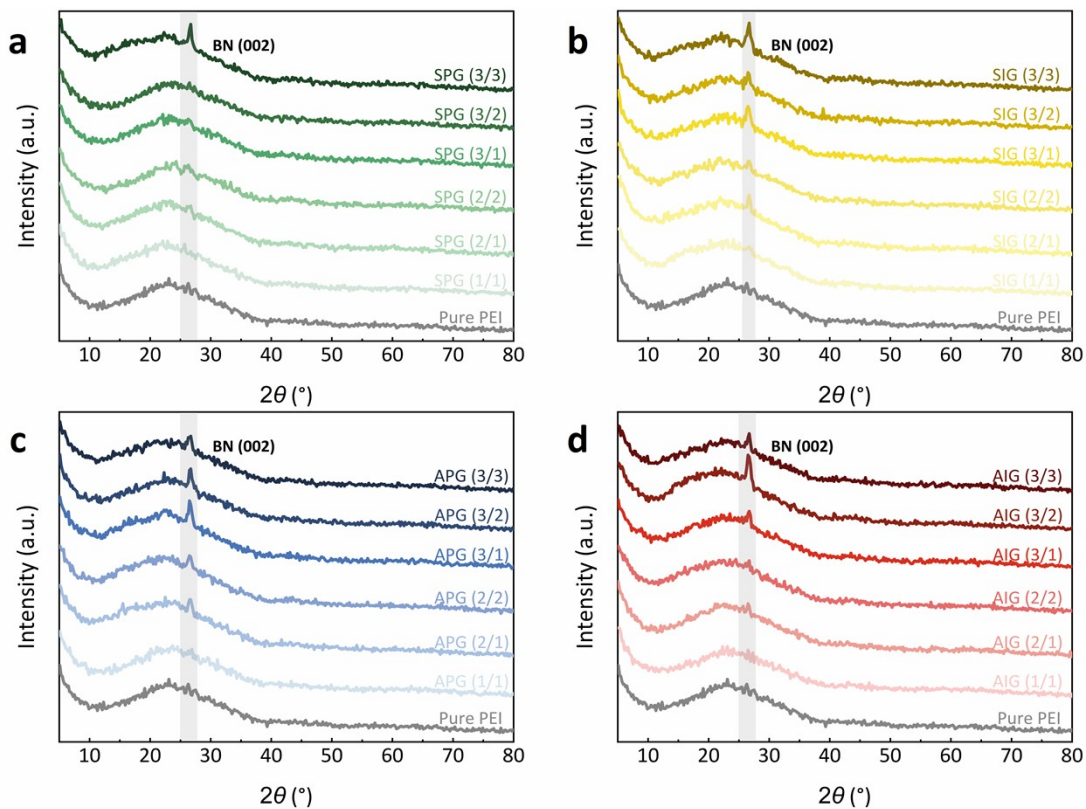 a
BN (002)
SPG (3/3)
SPG (3/2)
SPG (3/1)
SPG (2/2)
SPG (2/1)
SPG (1/1)
Pure PEI
Intensity (a.u.)
10 20 30 40 50 60 70 80
2θ (°)
b
BN (002)
SIG (3/3)
SIG (3/2)
SIG (3/1)
SIG (2/2)
SIG (2/1)
SIG (1/1)
Pure PEI
Intensity (a.u.)
10 20 30 40 50 60 70 80
2θ (°)
c
BN (002)
APG (3/3)
APG (3/2)
APG (3/1)
APG (2/2)
APG (2/1)
APG (1/1)
Pure PEI
Intensity (a.u.)
10 20 30 40 50 60 70 80
2θ (°)
d
BN (002)
AIG (3/3)
AIG (3/2)
AIG (3/1)
AIG (2/2)
AIG (2/1)
AIG (1/1)
Pure PEI
Intensity (a.u.)
10 20 30 40 50 60 70 80
2θ (°)